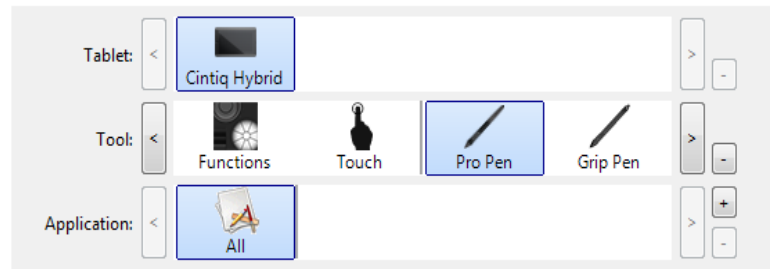 Tablet: < Cintiq Hybrid > -
Tool: < Functions Touch Pro Pen Grip Pen > -
Application: < All > + -